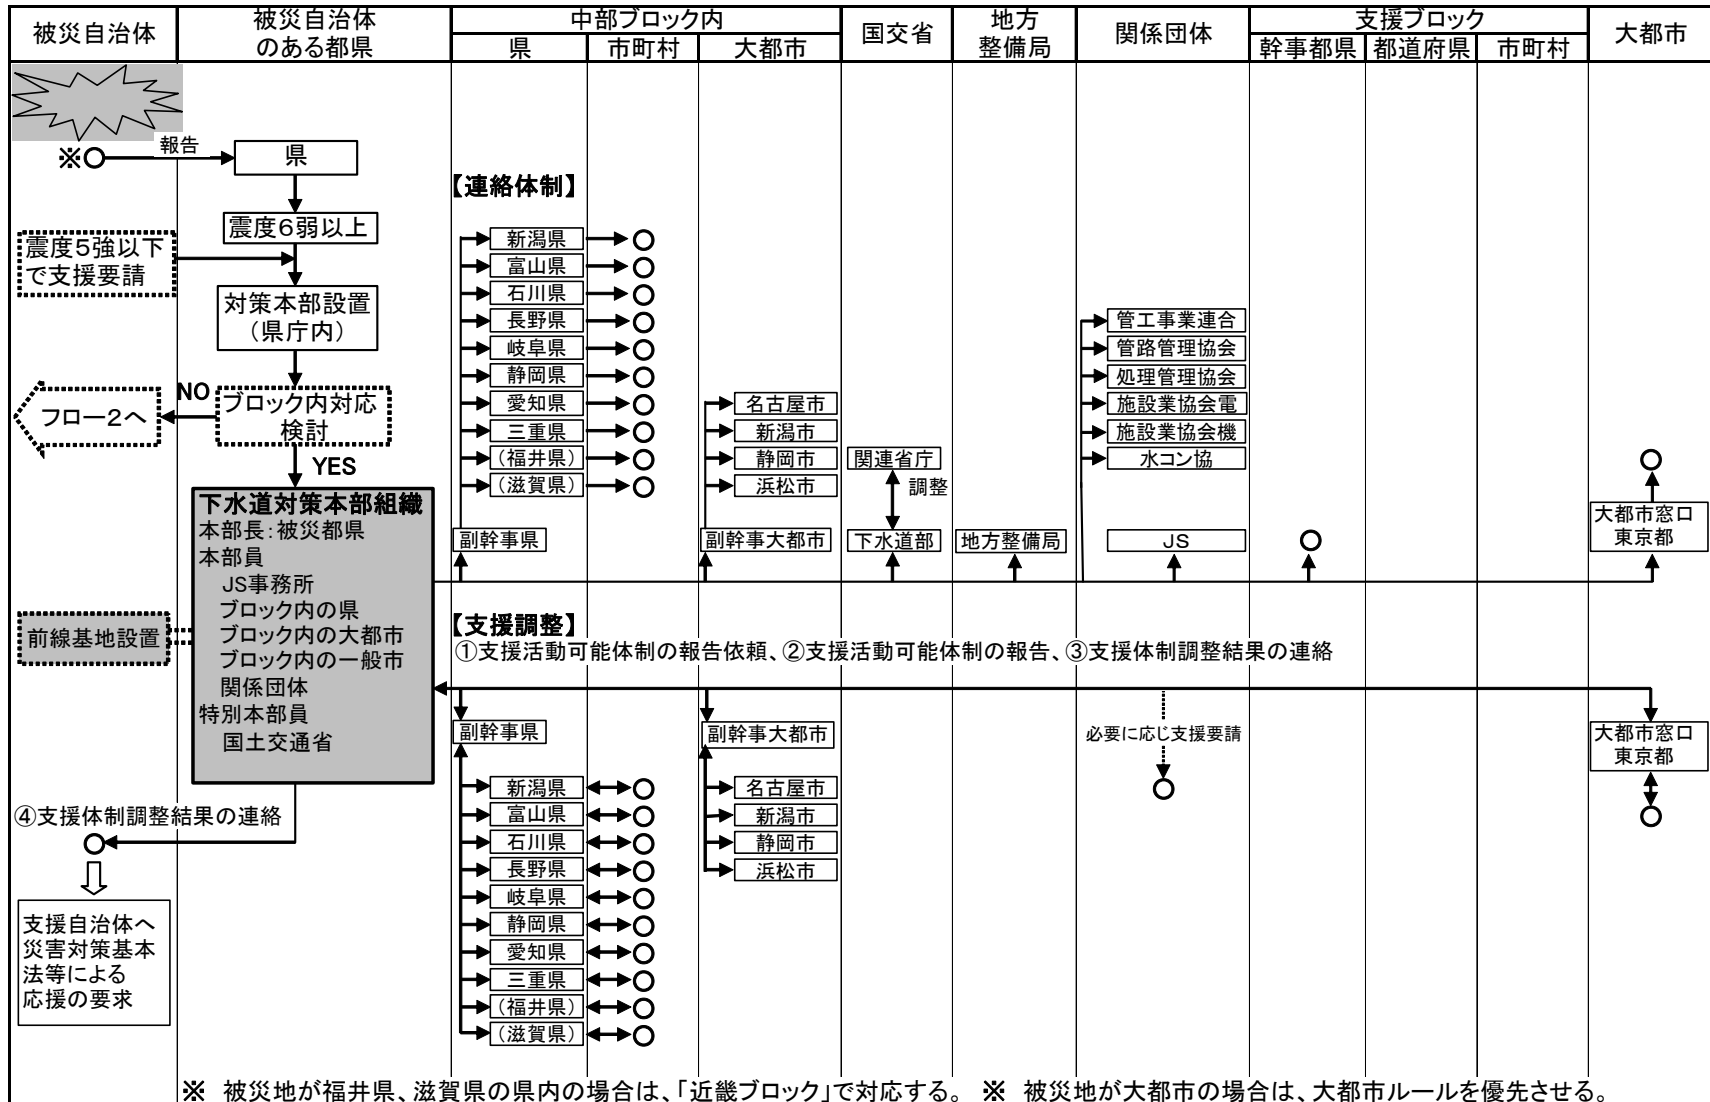 被災自治体
被災自治体
のある都県
中部ブロック内
県
市町村
大都市
国交省
地方
整備局
関係団体
支援ブロック
幹事都県
都道府県
市町村
大都市
※
報告
県
震度6弱以上
震度5強以下
で支援要請
対策本部設置
(県庁内)
NO
フロー2へ
ブロック内対応
検討
YES
下水道対策本部組織
本部長:被災都県
本部員
JS事務所
ブロック内の県
ブロック内の大都市
ブロック内の一般市
関係団体
特別本部員
国土交通省
前線基地設置
④支援体制調整結果の連絡
支援自治体へ
災害対策基本
法等による
応援の要求
【連絡体制】
新潟県
富山県
石川県
長野県
岐阜県
静岡県
愛知県
三重県
(福井県)
(滋賀県)
副幹事県
名古屋市
新潟市
静岡市
浜松市
副幹事大都市
関連省庁
調整
下水道部
地方整備局
管工事業連合
管路管理協会
処理管理協会
施設業協会電
施設業協会機
水コン協
JS
大都市窓口
東京都
【支援調整】
①支援活動可能体制の報告依頼、②支援活動可能体制の報告、③支援体制調整結果の連絡
副幹事県
新潟県
富山県
石川県
長野県
岐阜県
静岡県
愛知県
三重県
(福井県)
(滋賀県)
副幹事大都市
名古屋市
新潟市
静岡市
浜松市
必要に応じ支援要請
大都市窓口
東京都
※ 被災地が福井県、滋賀県の県内の場合は、「近畿ブロック」で対応する。 ※ 被災地が大都市の場合は、大都市ルールを優先させる。